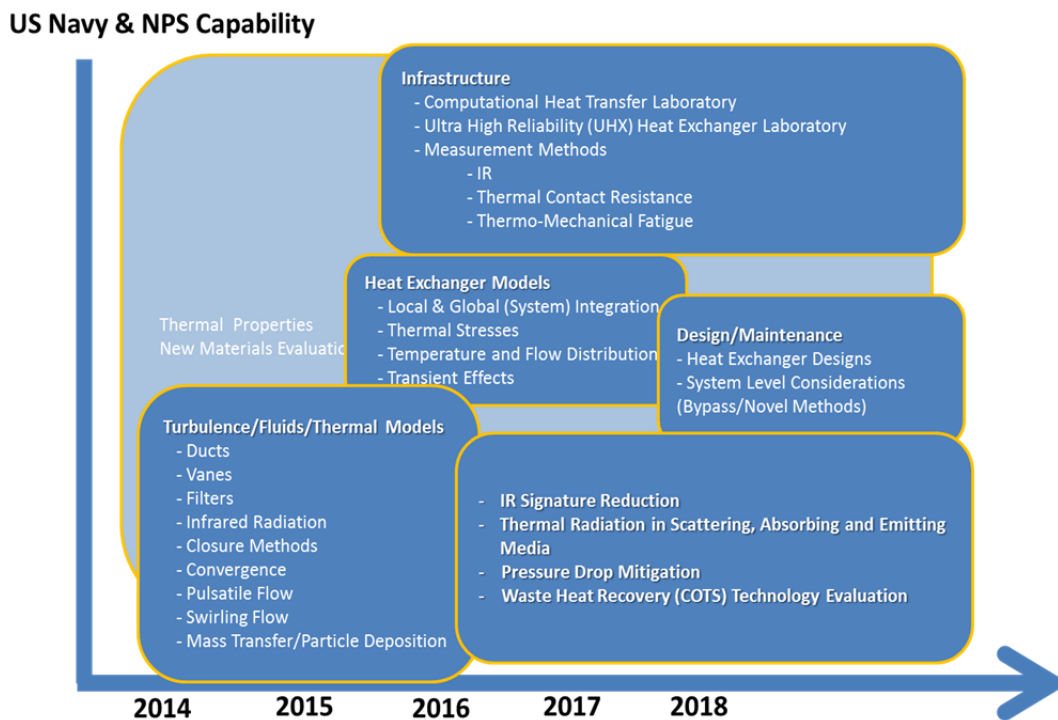 US Navy & NPS Capability
Infrastructure
- Computational Heat Transfer Laboratory
- Ultra High Reliability (UHX) Heat Exchanger Laboratory
- Measurement Methods
- IR
- Thermal Contact Resistance
- Thermo-Mechanical Fatigue
Heat Exchanger Models
- Local & Global (System) Integration
- Thermal Stresses
- Temperature and Flow Distribution
- Transient Effects
Thermal Properties
New Materials Evaluatio
Design/Maintenance
- Heat Exchanger Designs
- System Level Considerations
(Bypass/Novel Methods)
Turbulence/Fluids/Thermal Models
- Ducts
- Vanes
- Filters
- Infrared Radiation
- Closure Methods
- Convergence
- Pulsatile Flow
- Swirling Flow
- Mass Transfer/Particle Deposition
- IR Signature Reduction
- Thermal Radiation in Scattering, Absorbing and Emitting
Media
- Pressure Drop Mitigation
- Waste Heat Recovery (COTS) Technology Evaluation
2014 2015 2016 2017 2018